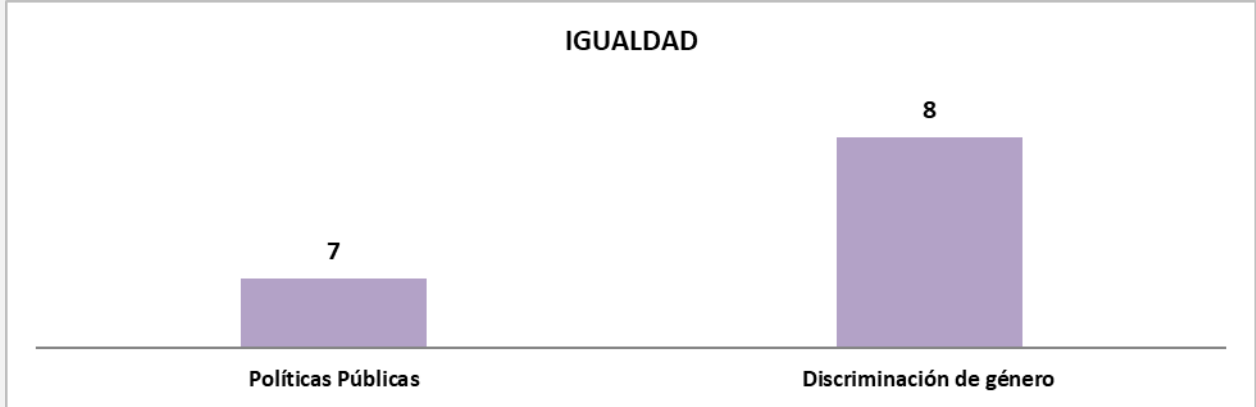 IGUALDAD
8
7
Políticas Públicas
Discriminación de género